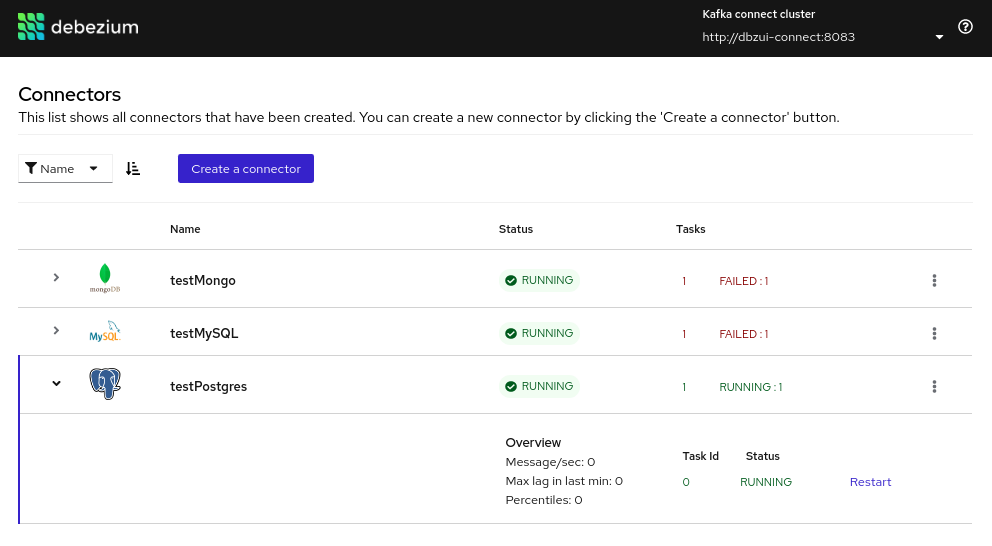 debezium
Kafka connect cluster
http://dbzui-connect:8083
Connectors
This list shows all connectors that have been created. You can create a new connector by clicking the 'Create a connector' button.
Name
Create a connector
Name Status Tasks
mongoDB
testMongo RUNNING 1 FAILED : 1
MySQL
testMySQL RUNNING 1 FAILED : 1
testPostgres RUNNING 1 RUNNING : 1
Overview
Message/sec: 0
Max lag in last min: 0
Percentiles: 0
Task Id Status
0 RUNNING Restart